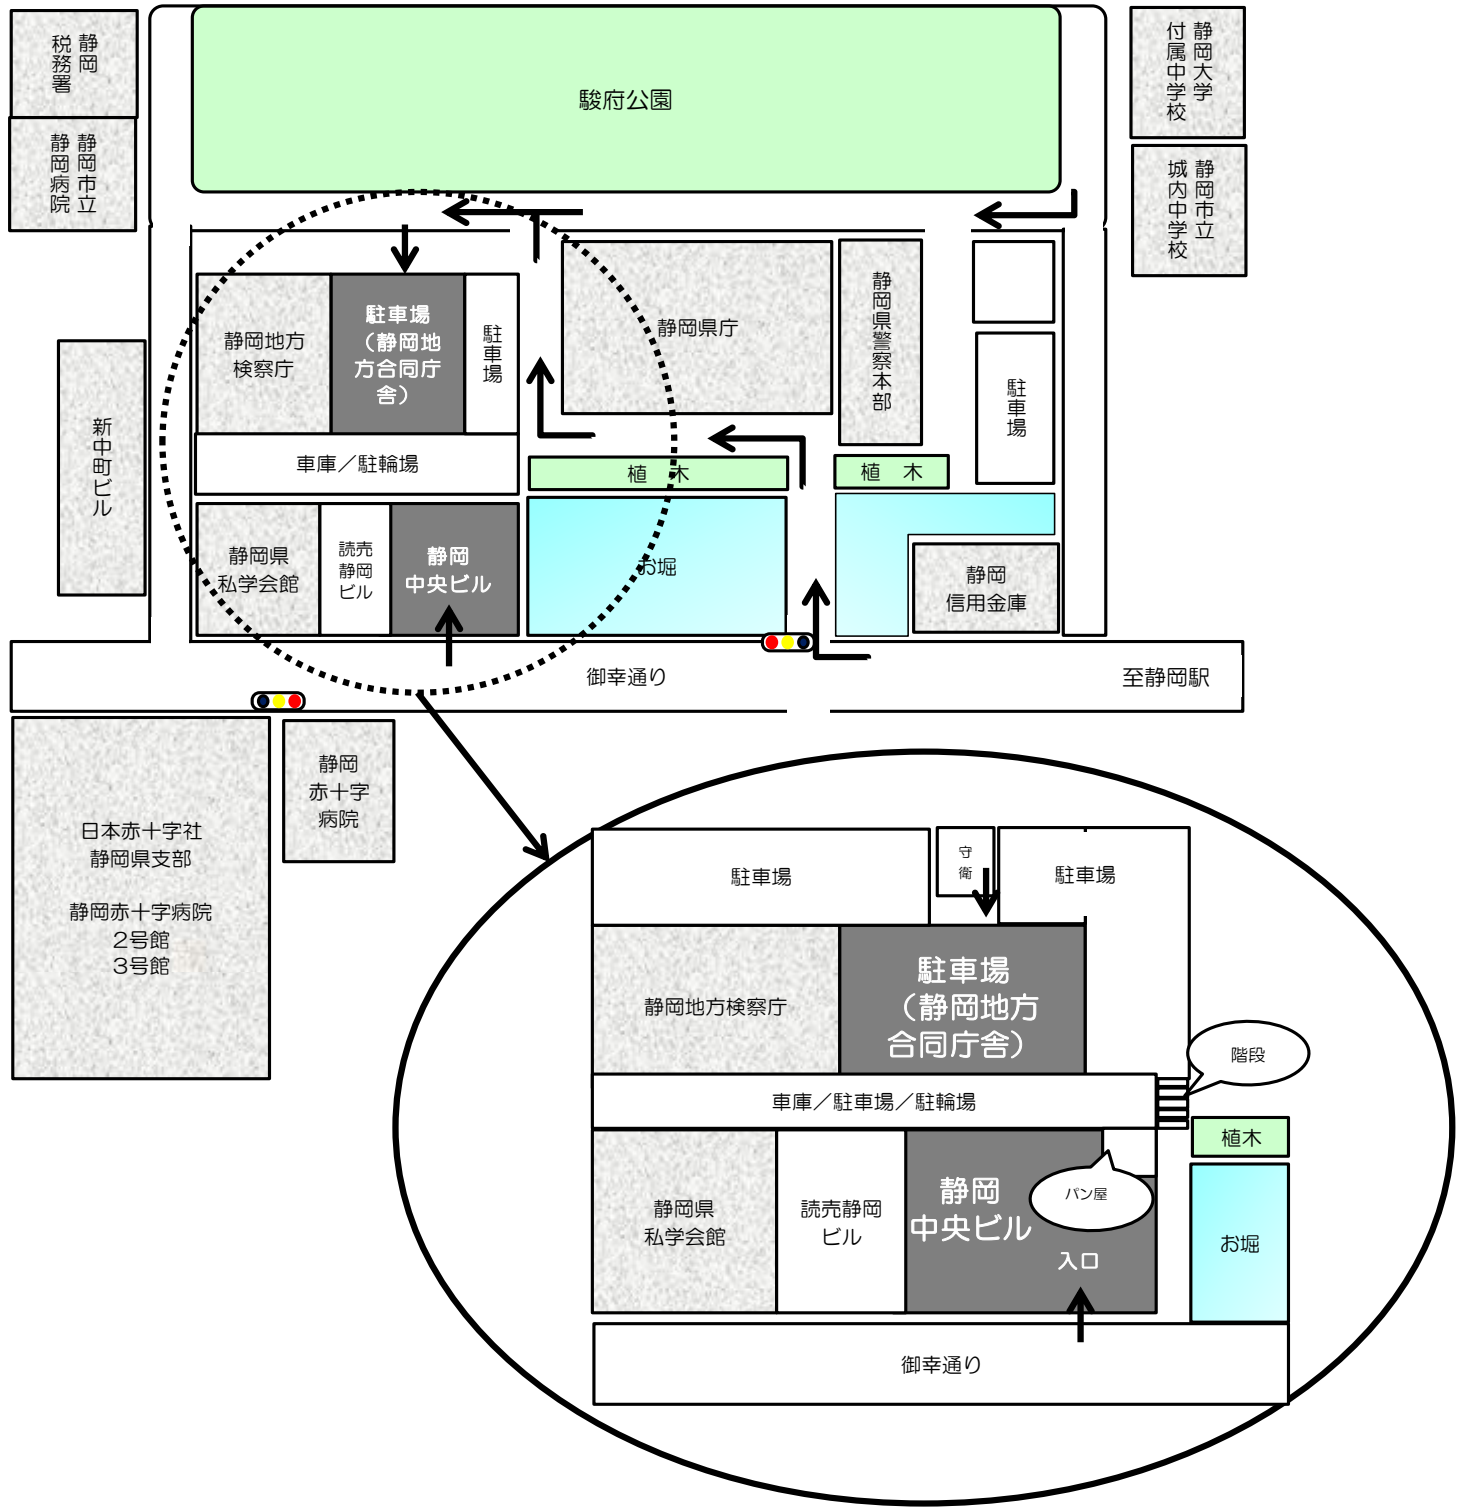 静岡
税務署
静岡市立
静岡病院
駿府公園
静岡大学
付属中学校
静岡市立
城内中学校
静岡地方
検察庁
駐車場
（静岡地
方合同庁
舎）
駐車場
静岡県庁
静岡県警察本部
駐車場
新中町ビル
車庫／駐輪場
植　木
植　木
静岡県
私学会館
読売
静岡
ビル
静岡
中央ビル
お堀
静岡
信用金庫
御幸通り
至静岡駅
日本赤十字社
静岡県支部
静岡赤十字病院
2号館
3号館
静岡
赤十字
病院
駐車場
守
衛
駐車場
静岡地方検察庁
駐車場
（静岡地方
合同庁舎）
階段
車庫／駐車場／駐輪場
植木
静岡県
私学会館
読売静岡
ビル
静岡
中央ビル
パン屋
入口
お堀
御幸通り